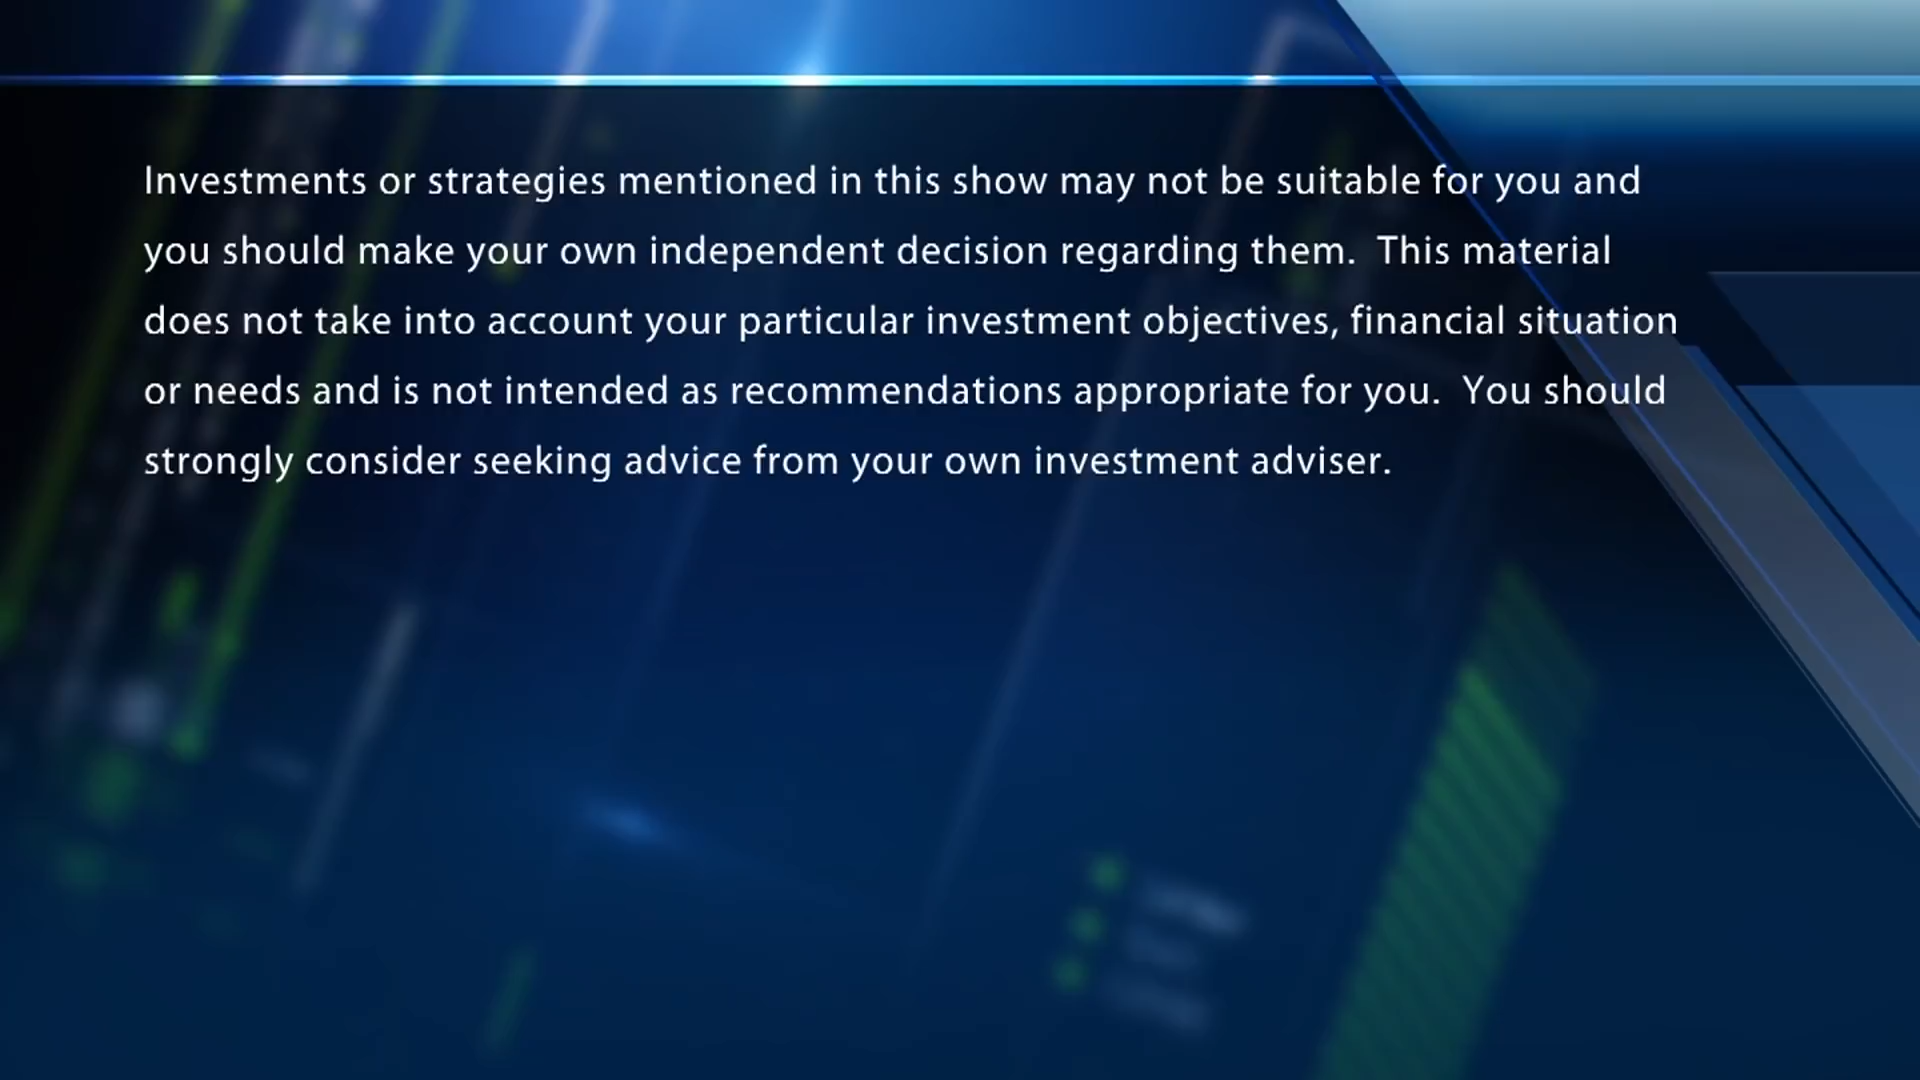 Investments or strategies mentioned in this show may not be suitable for you and
you should make your own independent decision regarding them.  This material
does not take into account your particular investment objectives, financial situation
or needs and is not intended as recommendations appropriate for you.  You should
strongly consider seeking advice from your own investment adviser.